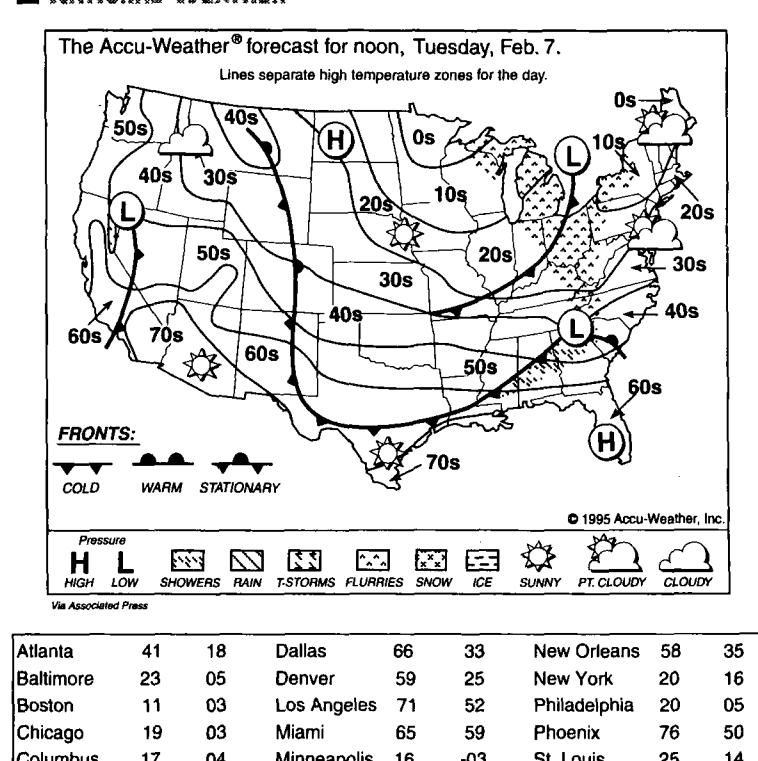 The Accu-Weather® forecast for noon, Tuesday, Feb. 7.
Lines separate high temperature zones for the day.
50s
40s
H
0s
L
0s
10s
40s
30s
20s
10s
20s
L
50s
30s
20s
30s
60s
70s
40s
60s
50s
L
40s
60s
H
70s
FRONTS:
COLD WARM STATIONARY
© 1995 Accu-Weather, Inc.
Pressure
H L
HIGH LOW SHOWERS RAIN T-STORMS FLURRIES SNOW ICE SUNNY PT. CLOUDY CLOUDY
Via Associated Press
Atlanta 41 18 Dallas 66 33 New Orleans 58 35
Baltimore 23 05 Denver 59 25 New York 20 16
Boston 11 03 Los Angeles 71 52 Philadelphia 20 05
Chicago 19 03 Miami 65 59 Phoenix 76 50
Columbus 17 04 Minneapolis 16 -03 St. Louis 25 14